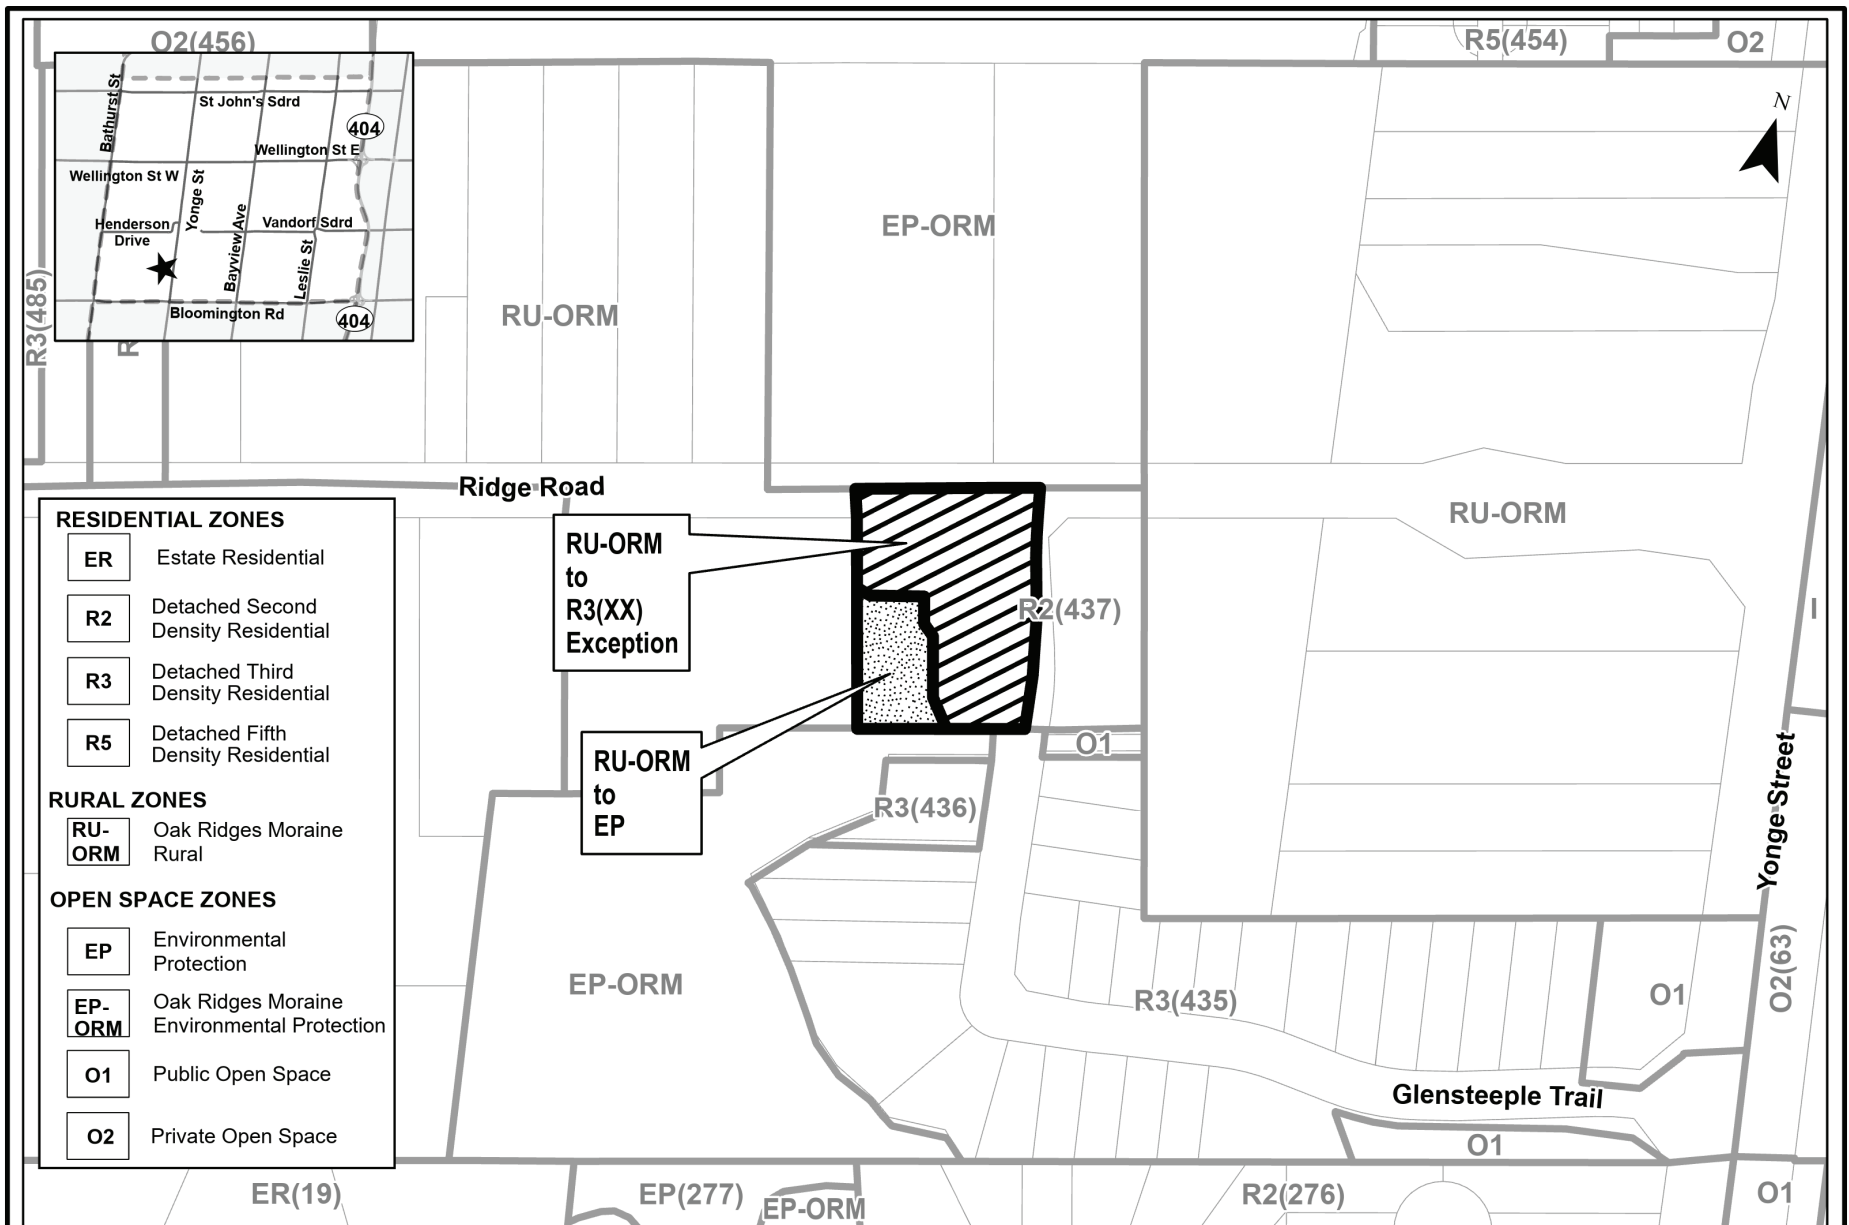 O2(456)
R5(454)
O2
N
Bathurst St
St John's Sdrd
404
Wellington St E
Wellington St W
Yonge St
Henderson
Drive
Bayview Ave
Vandorf Sdrd
Leslie St
Bloomington Rd
404
R3(485)
R
EP-ORM
RU-ORM
Ridge Road
RU-ORM
RESIDENTIAL ZONES
ER Estate Residential
R2 Detached Second
Density Residential
R3 Detached Third
Density Residential
R5 Detached Fifth
Density Residential
RURAL ZONES
RU-
ORM
Oak Ridges Moraine
Rural
OPEN SPACE ZONES
EP Environmental
Protection
EP-
ORM
Oak Ridges Moraine
Environmental Protection
O1 Public Open Space
O2 Private Open Space
RU-ORM
to
R3(XX)
Exception
R2(437)
I
RU-ORM
to
EP
O1
R3(436)
Yonge Street
EP-ORM
R3(435)
O1
O2(63)
Glensteeple Trail
O1
ER(19)
EP(277)
EP-ORM
R2(276)
O1